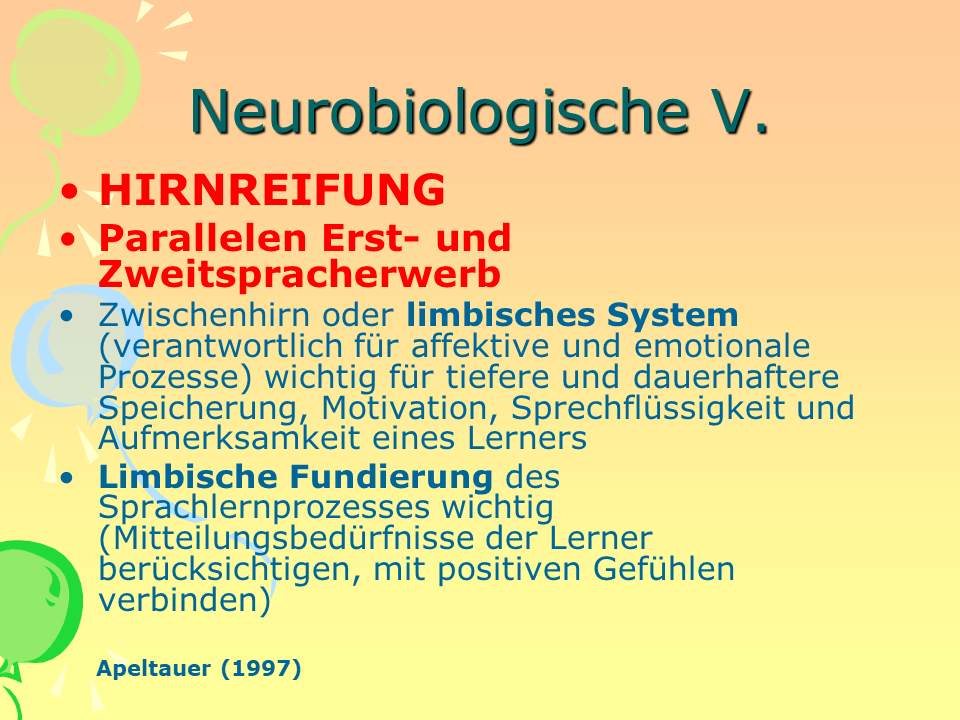 Neurobiologische V.
• HIRNREIFUNG
• Parallelen Erst- und
Zweitspracherwerb
• Zwischenhirn oder limbisches System
(verantwortlich für affektive und emotionale
Prozesse) wichtig für tiefere und dauerhaftere
Speicherung, Motivation, Sprechflüssigkeit und
Aufmerksamkeit eines Lerners
• Limbische Fundierung des
Sprachlernprozesses wichtig
(Mitteilungsbedürfnisse der Lerner
berücksichtigen, mit positiven Gefühlen
verbinden)
Apeltauer (1997)